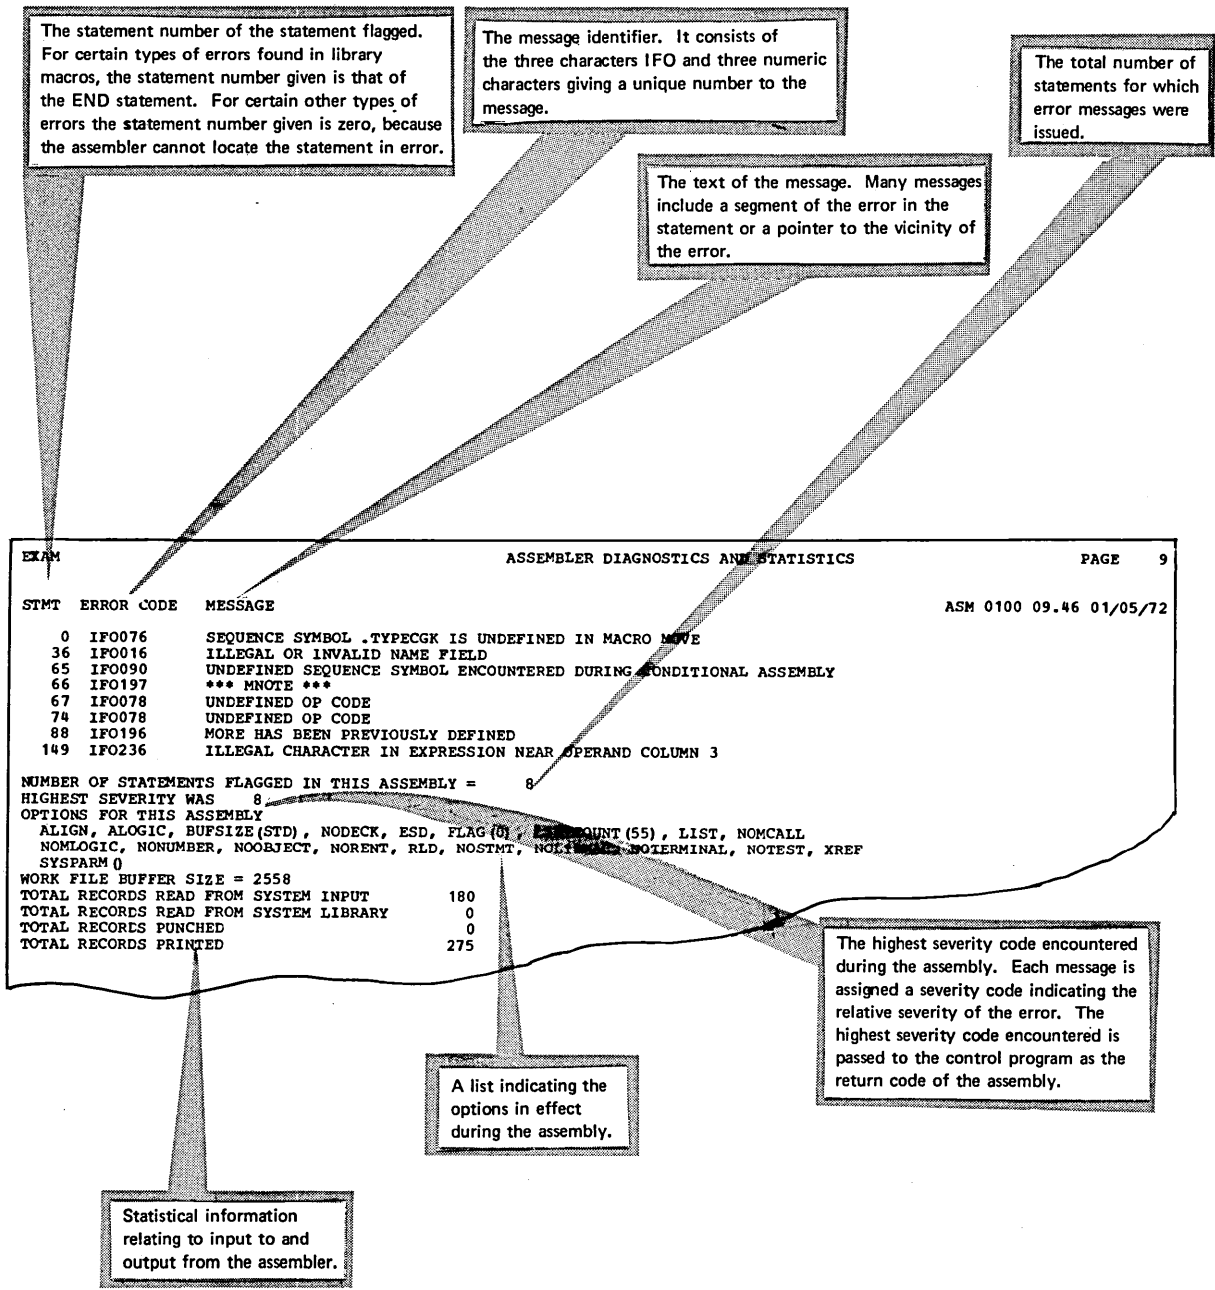 The statement number of the statement flagged.
For certain types of errors found in library
macros, the statement number given is that of
the END statement. For certain other types of
errors the statement number given is zero, because
the assembler cannot locate the statement in error.
The message identifier. It consists of
the three characters IFO and three numeric
characters giving a unique number to the
message.
The total number of
statements for which
error messages were
issued.
The text of the message. Many messages
include a segment of the error in the
statement or a pointer to the vicinity of
the error.
EXAM ASSEMBLER DIAGNOSTICS AND STATISTICS PAGE 9
STMT ERROR CODE MESSAGE ASM 0100 09.46 01/05/72
0 IFO076 SEQUENCE SYMBOL .TYPECGK IS UNDEFINED IN MACRO MOVE
36 IFO016 ILLEGAL OR INVALID NAME FIELD
65 IFO090 UNDEFINED SEQUENCE SYMBOL ENCOUNTERED DURING CONDITIONAL ASSEMBLY
66 IFO197 *** MNOTE ***
67 IFO078 UNDEFINED OP CODE
74 IFO078 UNDEFINED OP CODE
88 IFO196 MORE HAS BEEN PREVIOUSLY DEFINED
149 IFO236 ILLEGAL CHARACTER IN EXPRESSION NEAR OPERAND COLUMN 3
NUMBER OF STATEMENTS FLAGGED IN THIS ASSEMBLY = 8
HIGHEST SEVERITY WAS 8
OPTIONS FOR THIS ASSEMBLY
ALIGN, ALOGIC, BUFSIZE(STD), NODECK, ESD, FLAG(0), LIST, NOMCALL
NOMLOGIC, NONUMBER, NOOBJECT, NORENT, RLD, NOSTMT, NOTERMINAL, NOTEST, XREF
SYSPARM()
WORK FILE BUFFER SIZE = 2558
TOTAL RECORDS READ FROM SYSTEM INPUT 180
TOTAL RECORDS READ FROM SYSTEM LIBRARY 0
TOTAL RECORDS PUNCHED 0
TOTAL RECORDS PRINTED 275
The highest severity code encountered
during the assembly. Each message is
assigned a severity code indicating the
relative severity of the error. The
highest severity code encountered is
passed to the control program as the
return code of the assembly.
A list indicating the
options in effect
during the assembly.
Statistical information
relating to input to and
output from the assembler.